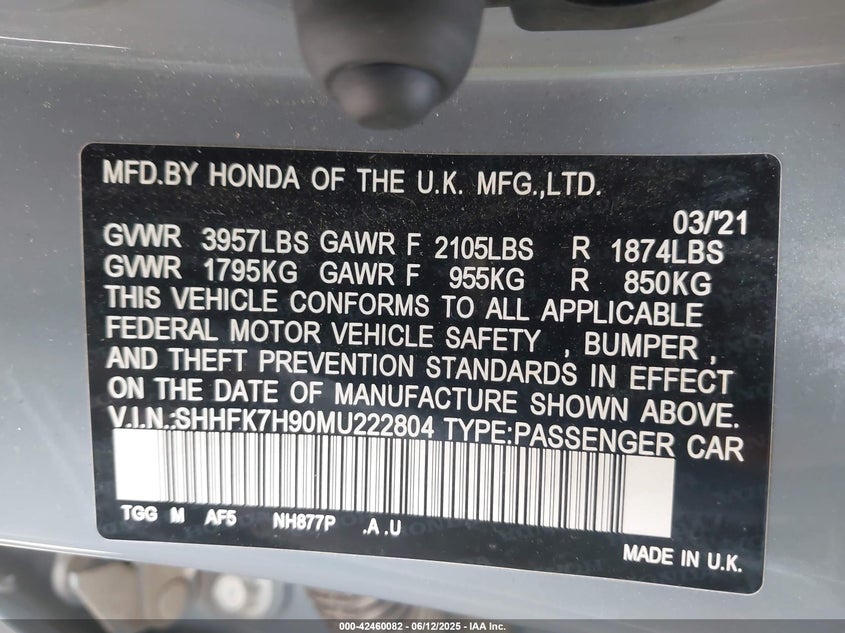 MFD.BY HONDA OF THE U.K. MFG.,LTD.
03/'21
GVWR 3957LBS GAWR F 2105LBS R 1874LBS
GVWR 1795KG GAWR F 955KG R 850KG
THIS VEHICLE CONFORMS TO ALL APPLICABLE
FEDERAL MOTOR VEHICLE SAFETY , BUMPER ,
AND THEFT PREVENTION STANDARDS IN EFFECT
ON THE DATE OF MANUFACTURE SHOWN ABOVE.
V.I.N.:SHHFK7H90MU222804 TYPE:PASSENGER CAR
TGG M AF5 NH877P .A .U
MADE IN U.K.
000-42460082 - 06/12/2025 - IAA Inc.